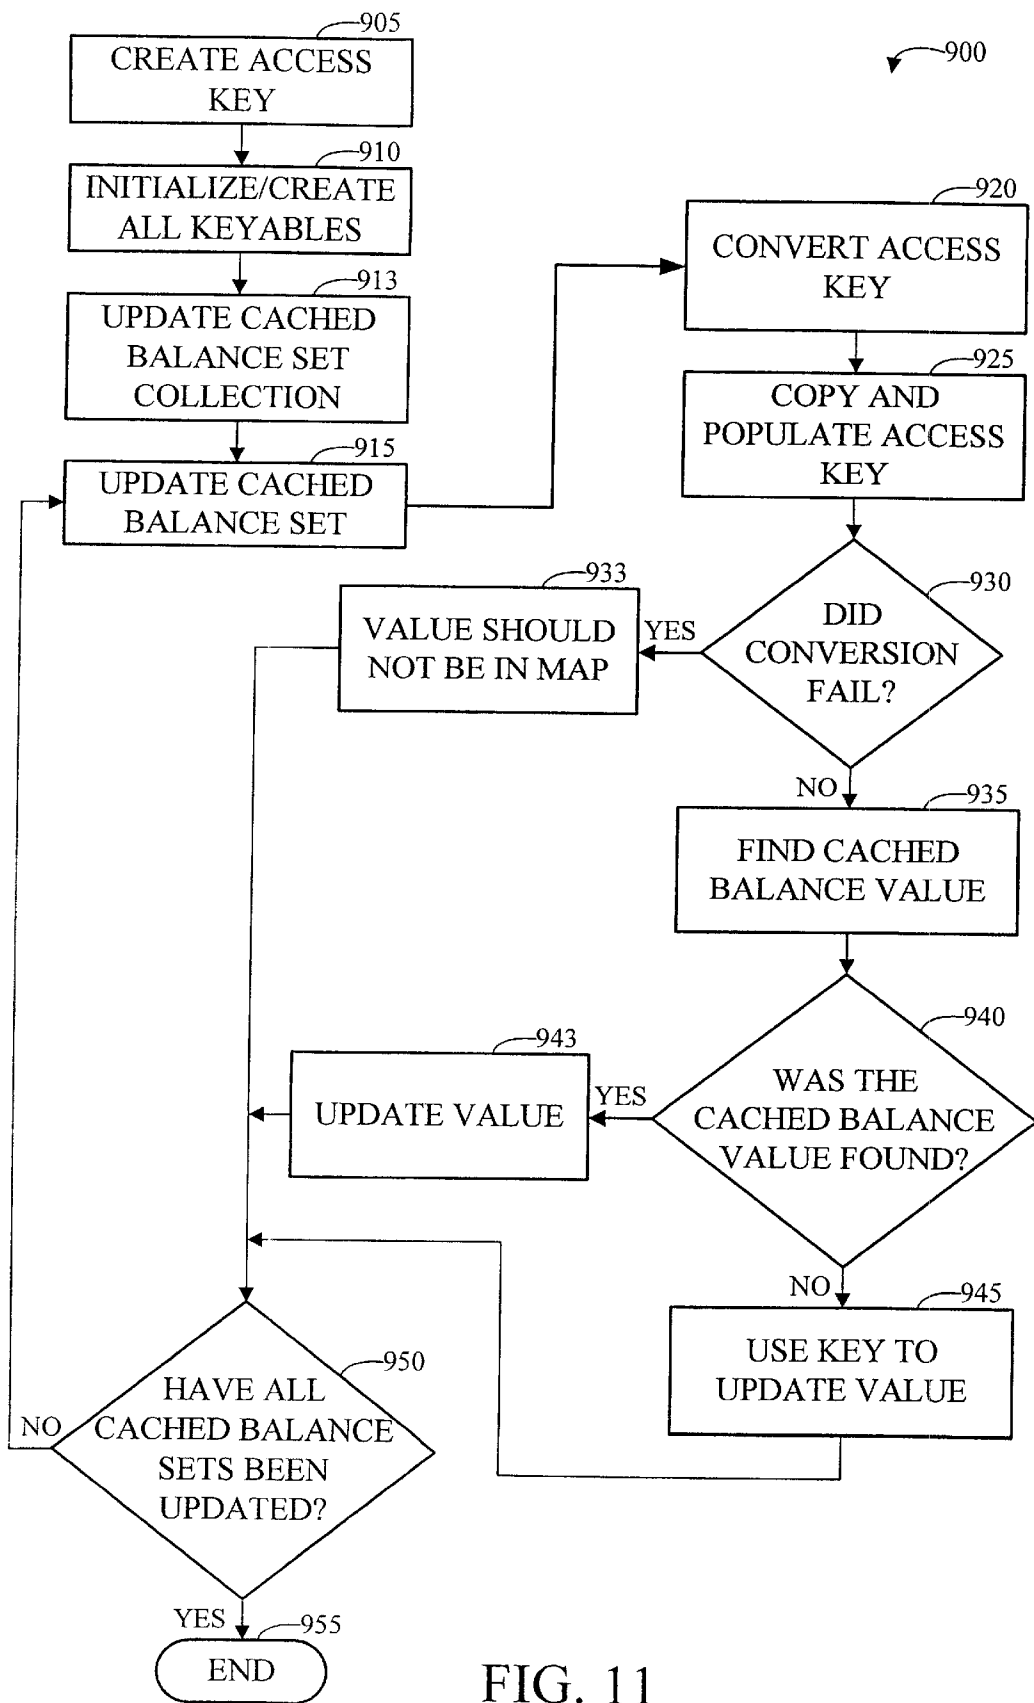 905
CREATE ACCESS
KEY
900
910
INITIALIZE/CREATE
ALL KEYABLES
913
UPDATE CACHED
BALANCE SET
COLLECTION
915
UPDATE CACHED
BALANCE SET
920
CONVERT ACCESS
KEY
925
COPY AND
POPULATE ACCESS
KEY
930
DID
CONVERSION
FAIL?
YES
933
VALUE SHOULD
NOT BE IN MAP
NO
935
FIND CACHED
BALANCE VALUE
940
WAS THE
CACHED BALANCE
VALUE FOUND?
YES
943
UPDATE VALUE
NO
945
USE KEY TO
UPDATE VALUE
950
HAVE ALL
CACHED BALANCE
SETS BEEN
UPDATED?
NO
YES
955
END
FIG. 11